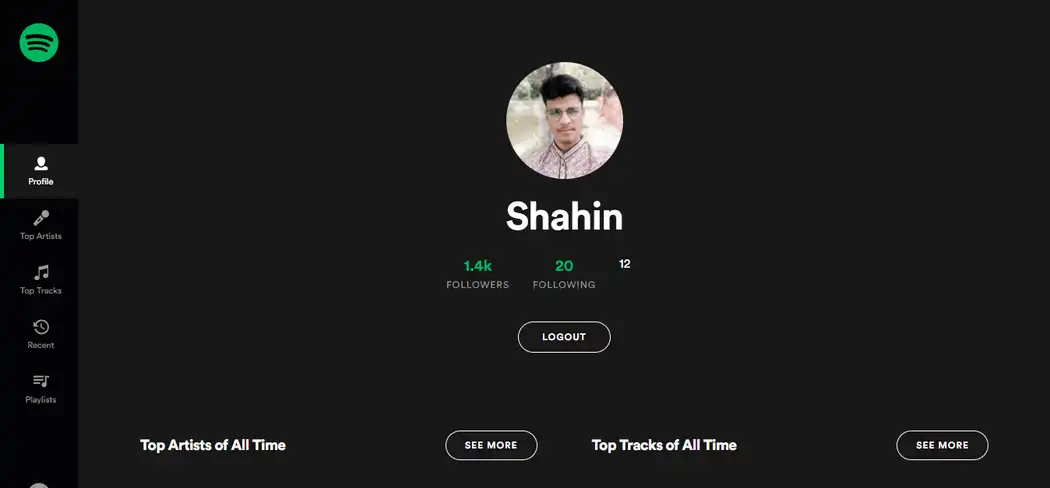 Profile
Top Artists
Top Tracks
Recent
Playlists
Shahin
1.4k 20 12
FOLLOWERS FOLLOWING
LOGOUT
Top Artists of All Time SEE MORE Top Tracks of All Time SEE MORE